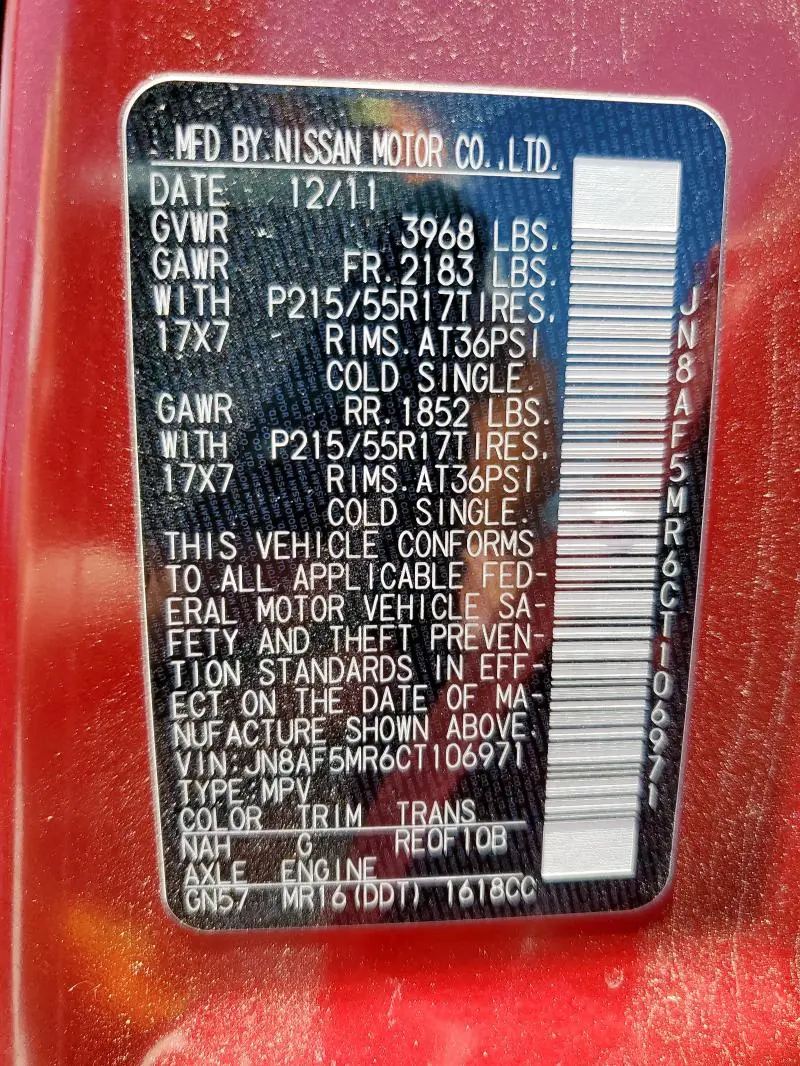 MFD BY NISSAN MOTOR CO., LTD.
DATE 12/11
GVWR 3968 LBS.
GAWR FR. 2183 LBS.
WITH P215/55R17TIRES,
17X7 RIMS. AT36PSI
COLD SINGLE.
GAWR RR. 1852 LBS.
WITH P215/55R17TIRES,
17X7 RIMS. AT36PSI
COLD SINGLE.
THIS VEHICLE CONFORMS
TO ALL APPLICABLE FED-
ERAL MOTOR VEHICLE SA-
FETY AND THEFT PREVEN-
TION STANDARDS IN EFF-
ECT ON THE DATE OF MA-
NUFACTURE SHOWN ABOVE:
VIN:JN8AF5MR6CT106971
TYPE:MPV
COLOR TRIM TRANS
NAH G RE0F10B
AXLE ENGINE
GN57 MR16(DDT) 1618CC
JN8AF5MR6CT106971